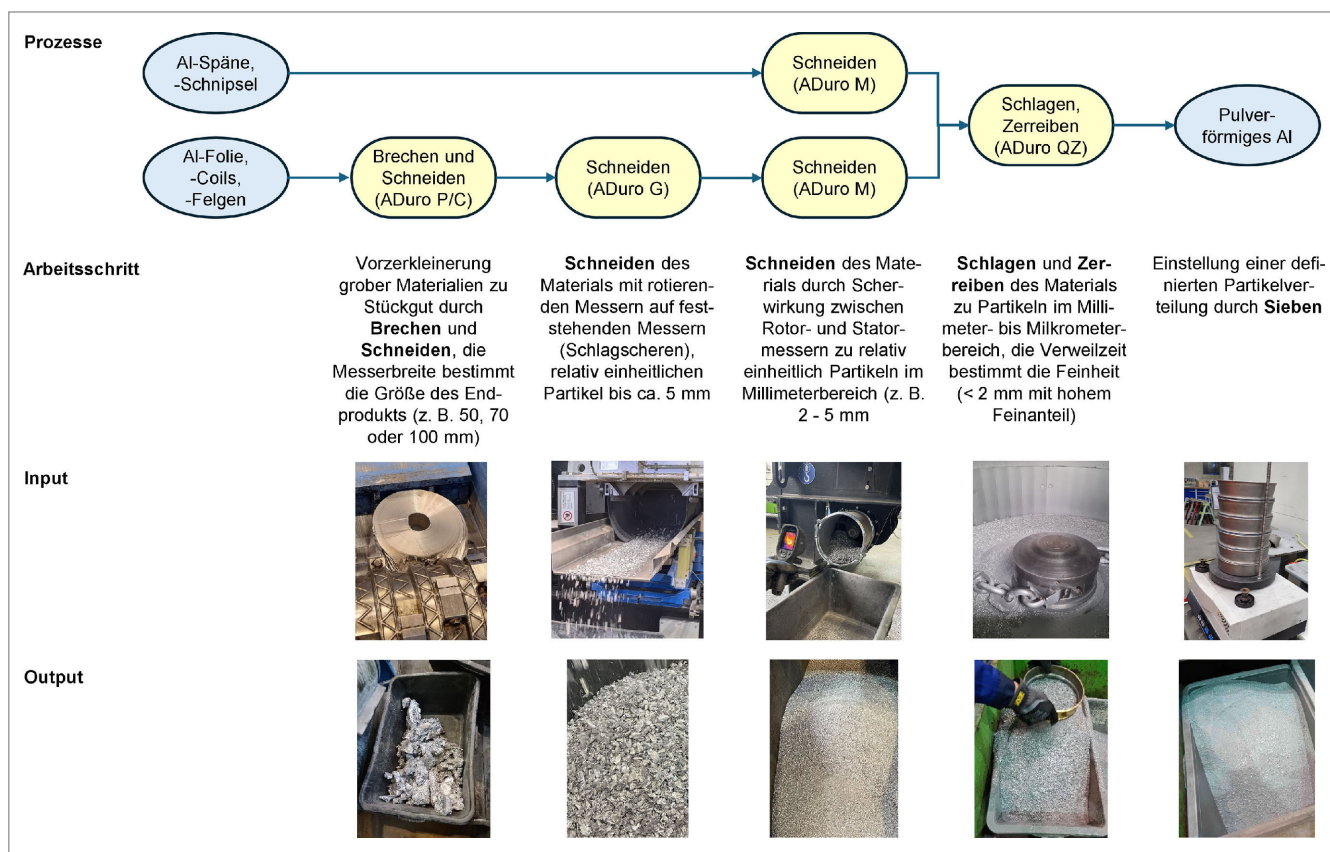 Prozesse
Al-Späne,
-Schnipsel
Schneiden
(ADuro M)
Schlagen,
Zerreiben
(ADuro QZ)
Pulver-
förmiges Al
Al-Folie,
-Coils,
-Felgen
Brechen und
Schneiden
(ADuro P/C)
Schneiden
(ADuro G)
Schneiden
(ADuro M)
Arbeitsschritt
Vorzerkleinerung
grober Materialien zu
Stückgut durch
Brechen und
Schneiden, die
Messerbreite bestimmt
die Größe des End-
produkts (z. B. 50, 70
oder 100 mm)
Schneiden des
Materials mit rotieren-
den Messern auf fest-
stehenden Messern
(Schlagscheren),
relativ einheitlichen
Partikel bis ca. 5 mm
Schneiden des Mate-
rials durch Scher-
wirkung zwischen
Rotor- und Stator-
messern zu relativ
einheitlich Partikeln im
Millimeterbereich (z. B.
2 - 5 mm
Schlagen und Zer-
reiben des Materials
zu Partikeln im Milli-
meter- bis Milkrometer-
bereich, die Verweilzeit
bestimmt die Feinheit
(< 2 mm mit hohem
Feinanteil)
Einstellung einer defi-
nierten Partikelver-
teilung durch Sieben
Input
Output